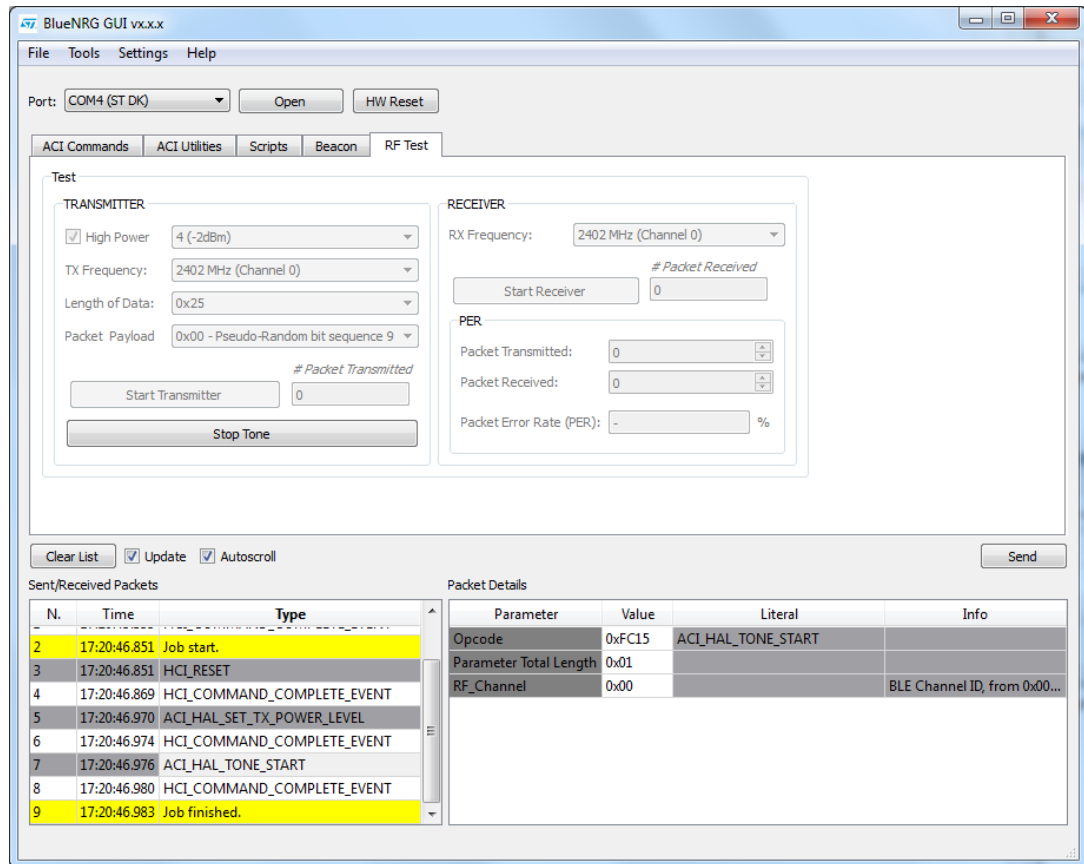 BlueNRG GUI vx.x.x
File Tools Settings Help
Port: COM4 (ST DK) Open HW Reset
ACI Commands ACI Utilities Scripts Beacon RF Test
Test
TRANSMITTER
High Power 4 (-2dBm)
TX Frequency: 2402 MHz (Channel 0)
Length of Data: 0x25
Packet Payload 0x00 - Pseudo-Random bit sequence 9
# Packet Transmitted
Start Transmitter 0
Stop Tone
RECEIVER
RX Frequency: 2402 MHz (Channel 0)
# Packet Received
Start Receiver 0
PER
Packet Transmitted: 0
Packet Received: 0
Packet Error Rate (PER): - %
Clear List Update Autoscroll Send
Sent/Received Packets
N. Time Type
2 17:20:46.851 Job start.
3 17:20:46.851 HCI_RESET
4 17:20:46.869 HCI_COMMAND_COMPLETE_EVENT
5 17:20:46.970 ACI_HAL_SET_TX_POWER_LEVEL
6 17:20:46.974 HCI_COMMAND_COMPLETE_EVENT
7 17:20:46.976 ACI_HAL_TONE_START
8 17:20:46.980 HCI_COMMAND_COMPLETE_EVENT
9 17:20:46.983 Job finished.
Packet Details
Parameter Value Literal Info
Opcode 0xFC15 ACI_HAL_TONE_START
Parameter Total Length 0x01
RF_Channel 0x00 BLE Channel ID, from 0x00...